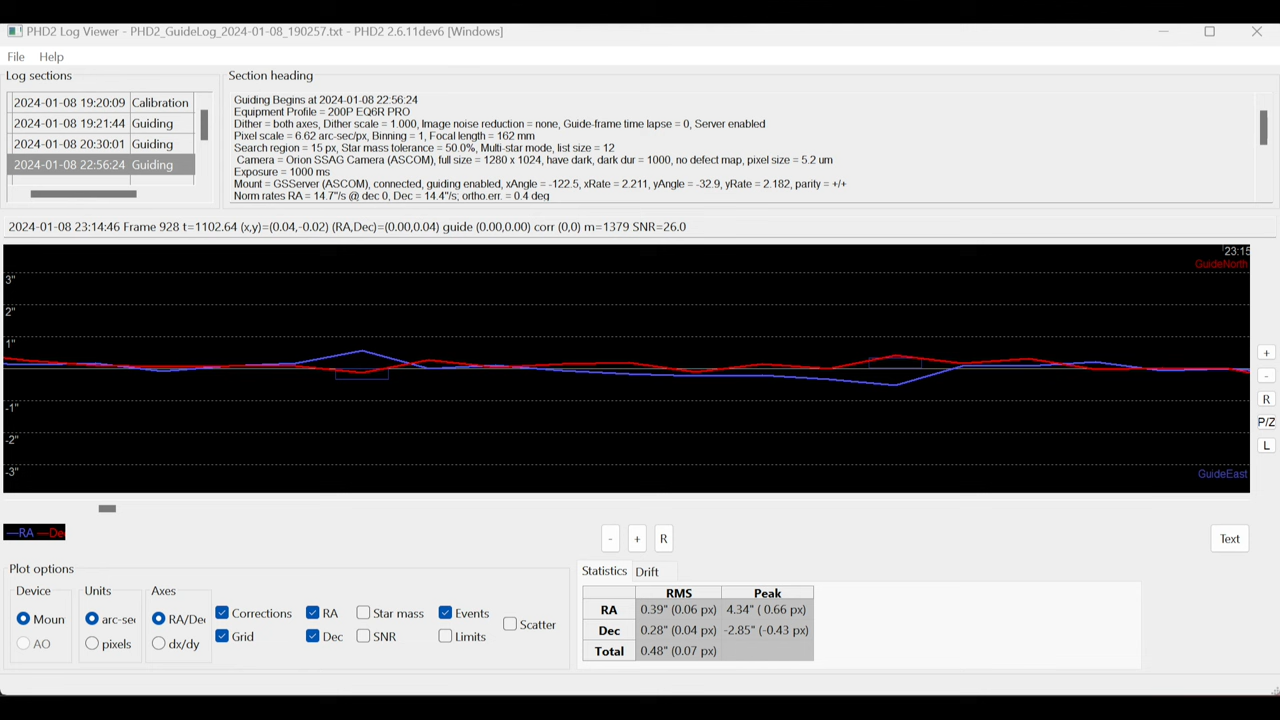 PHD2 Log Viewer - PHD2_GuideLog_2024-01-08_190257.txt - PHD2 2.6.11dev6 [Windows]
File Help
Log sections
2024-01-08 19:20:09 Calibration
2024-01-08 19:21:44 Guiding
2024-01-08 20:30:01 Guiding
2024-01-08 22:56:24 Guiding
Section heading
Guiding Begins at 2024-01-08 22:56:24
Equipment Profile = 200P EQ6R PRO
Dither = both axes, Dither scale = 1.000, Image noise reduction = none, Guide-frame time lapse = 0, Server enabled
Pixel scale = 6.62 arc-sec/px, Binning = 1, Focal length = 162 mm
Search region = 15 px, Star mass tolerance = 50.0%, Multi-star mode, list size = 12
Camera = Orion SSAG Camera (ASCOM), full size = 1280 x 1024, have dark, dark dur = 1000, no defect map, pixel size = 5.2 um
Exposure = 1000 ms
Mount = GSServer (ASCOM), connected, guiding enabled, xAngle = -122.5, xRate = 2.211, yAngle = -32.9, yRate = 2.182, parity = +/+
Norm rates RA = 14.7"/s @ dec 0, Dec = 14.4"/s; ortho.err. = 0.4 deg
2024-01-08 23:14:46 Frame 928 t=1102.64 (x,y)=(0.04,-0.02) (RA,Dec)=(0.00,0.04) guide (0.00,0.00) corr (0,0) m=1379 SNR=26.0
23:15
GuideNorth
3"
2"
1"
-1"
-2"
-3"
GuideEast
+
-
R
P/Z
L
RA De
- + R
Text
Plot options
Device
Moun
AO
Units
arc-se
pixels
Axes
RA/De
dx/dy
Corrections RA Star mass Events
Grid Dec SNR Limits
Scatter
Statistics Drift
RMS Peak
RA 0.39" (0.06 px) 4.34" ( 0.66 px)
Dec 0.28" (0.04 px) -2.85" (-0.43 px)
Total 0.48" (0.07 px)